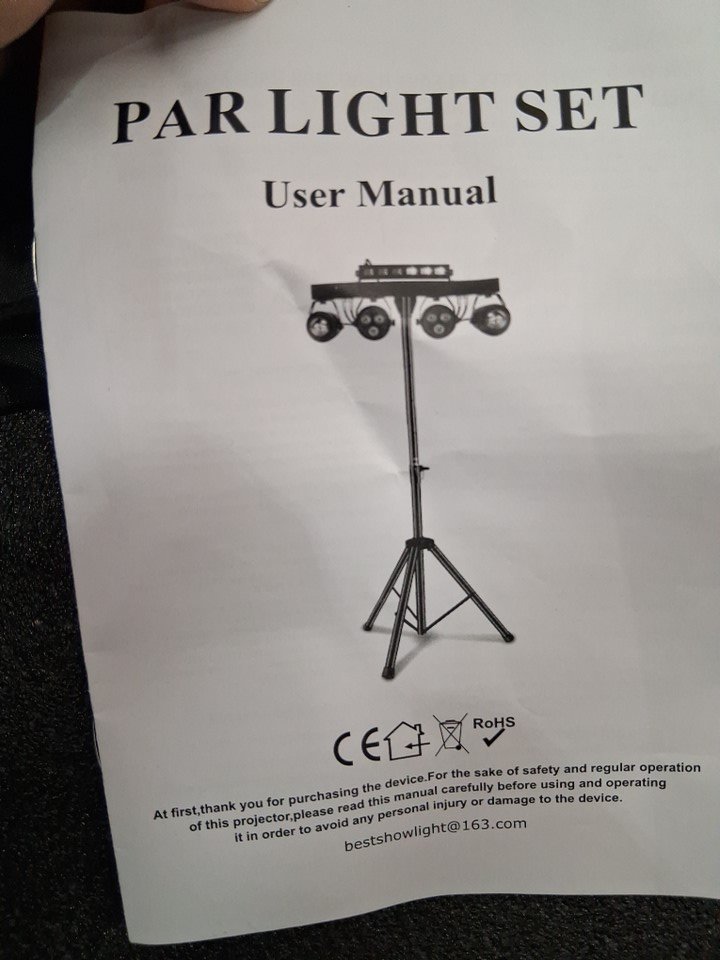 PAR LIGHT SET
User Manual
CE
RoHS
At first,thank you for purchasing the device.For the sake of safety and regular operation
of this projector,please read this manual carefully before using and operating
it in order to avoid any personal injury or damage to the device.
bestshowlight@163.com